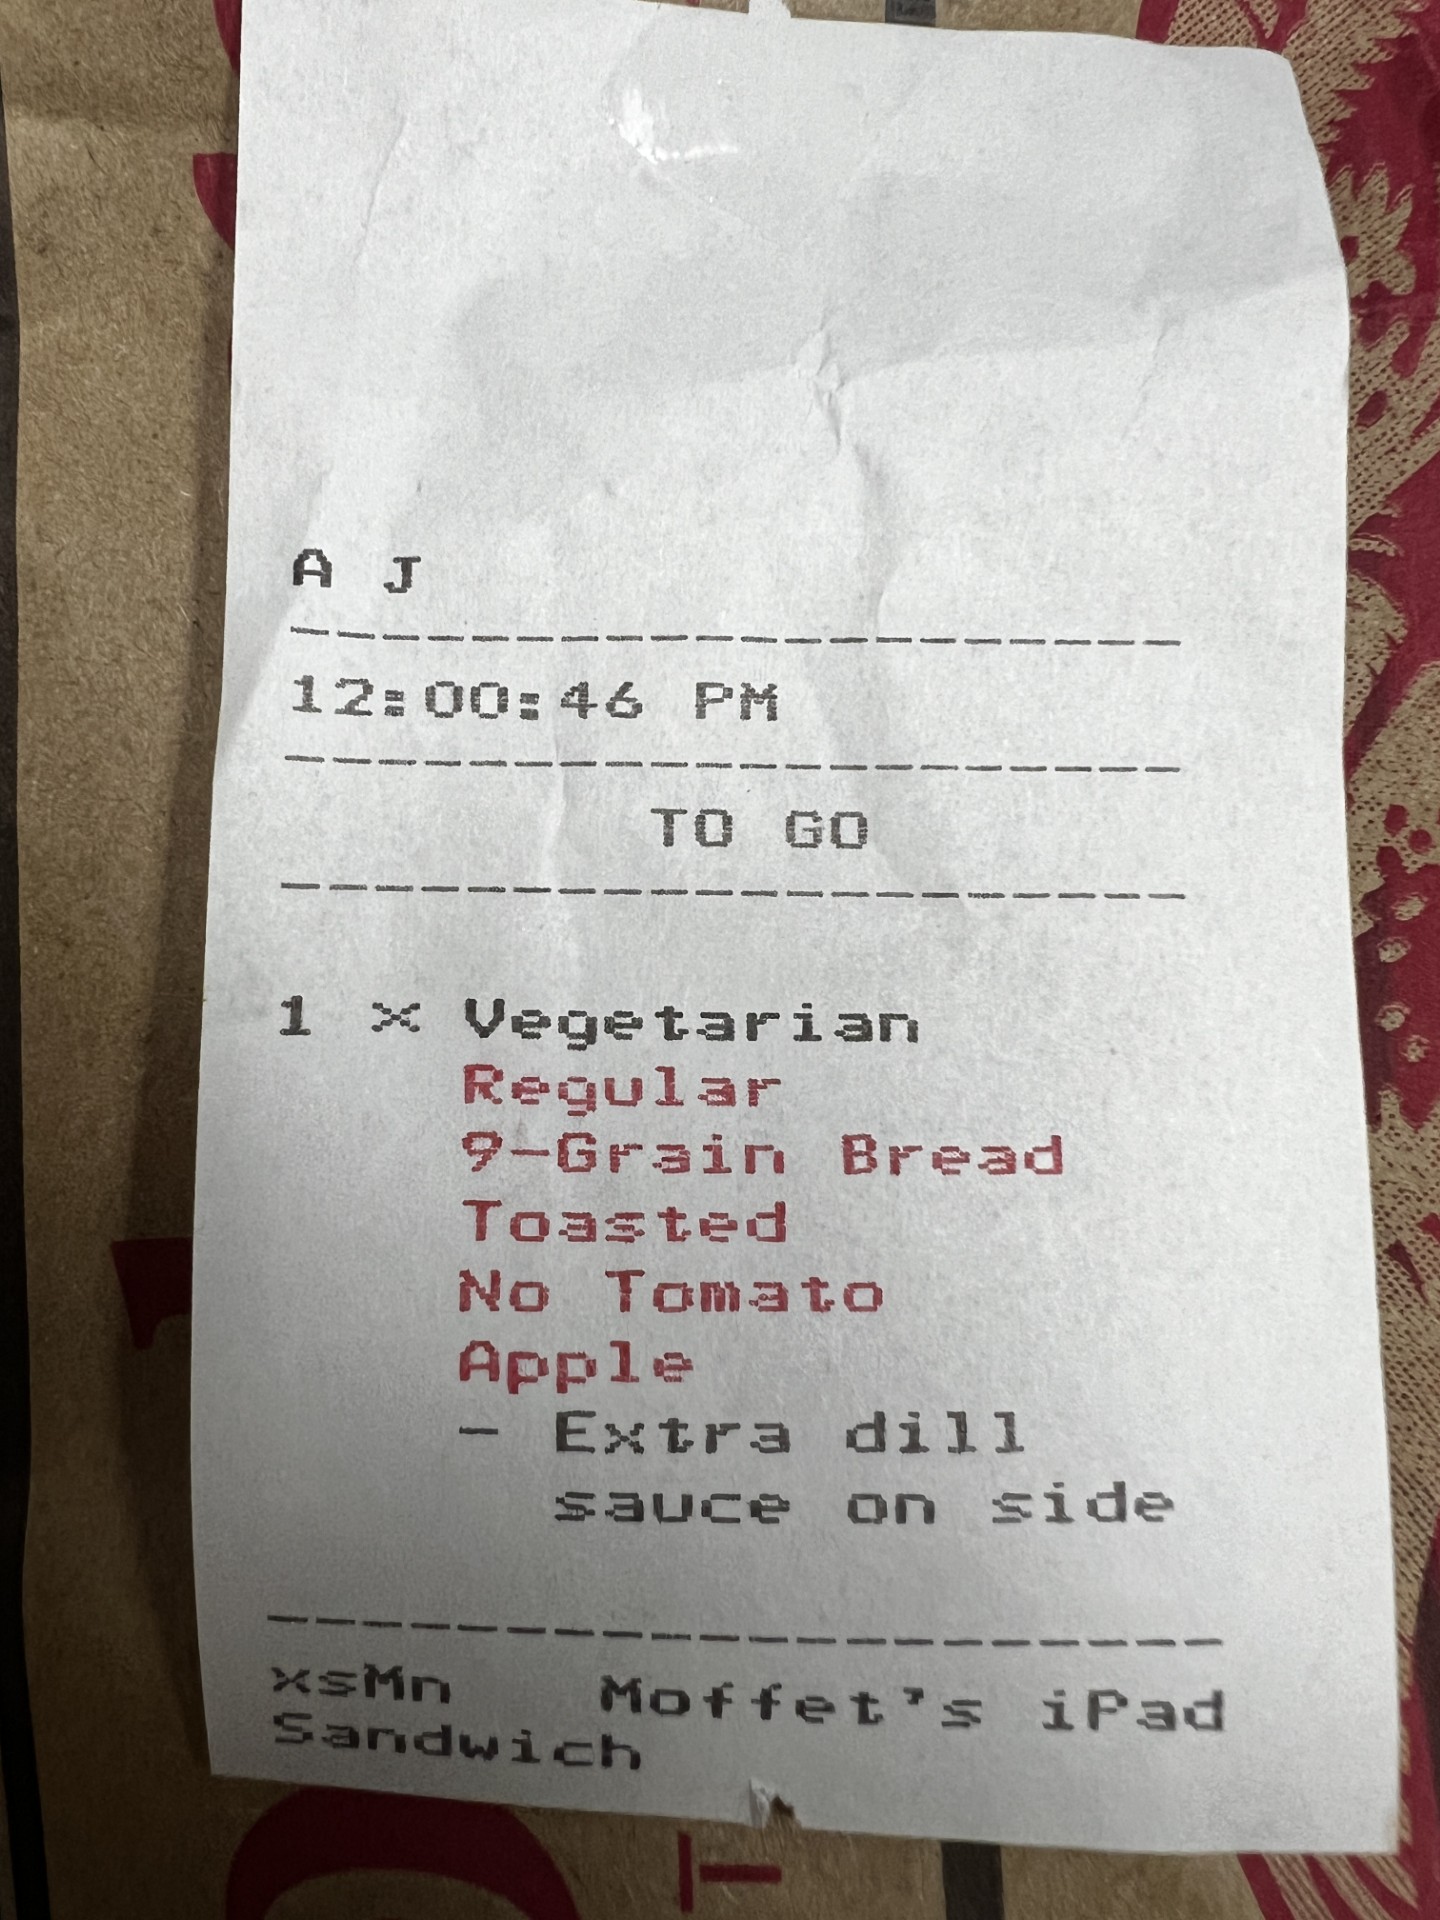 A J
--------------------
12:00:46 PM
--------------------
TO GO
--------------------
1 x Vegetarian
Regular
9-Grain Bread
Toasted
No Tomato
Apple
- Extra dill
sauce on side
---------------------
xsMn Moffet's iPad
Sandwich